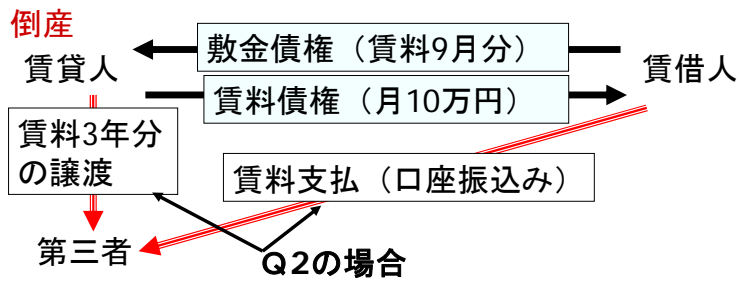 倒産
敷金債権（賃料9月分）
賃貸人
賃借人
賃料債権（月10万円）
賃料3年分
の譲渡
賃料支払（口座振込み）
第三者
Q2の場合